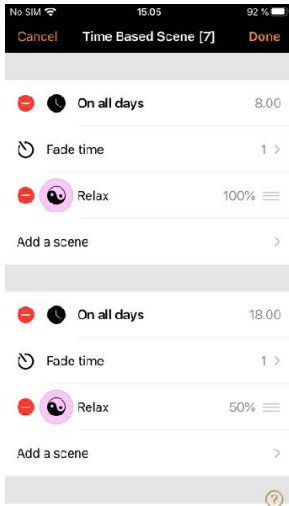 No SIM 15.05 92 %
Cancel Time Based Scene [7] Done
On all days 8.00
Fade time 1
Relax 100%
Add a scene
On all days 18.00
Fade time 1
Relax 50%
Add a scene
?